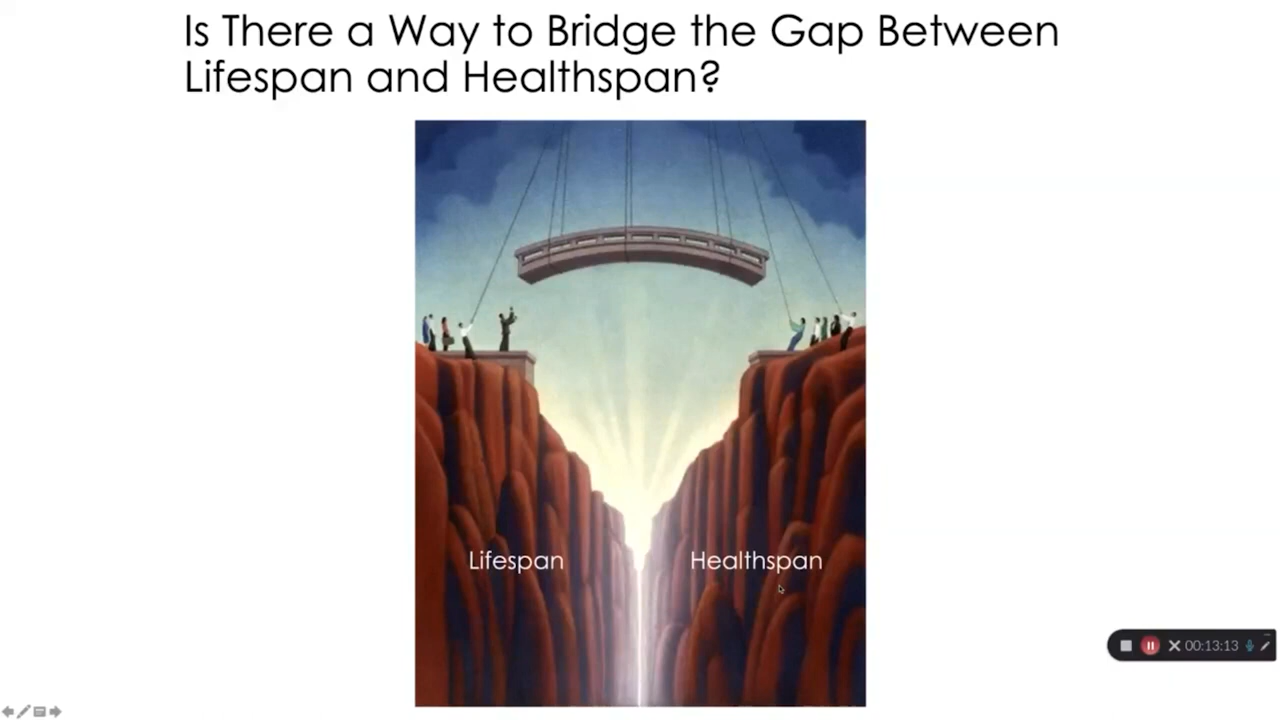 Is There a Way to Bridge the Gap Between
Lifespan and Healthspan?
Lifespan
Healthspan
00:13:13